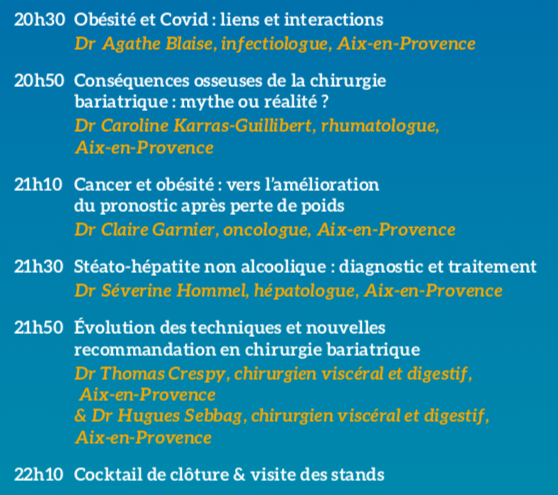 20h30 Obésité et Covid : liens et interactions
Dr Agathe Blaise, infectiologue, Aix-en-Provence
20h50 Conséquences osseuses de la chirurgie
bariatrique : mythe ou réalité ?
Dr Caroline Karras-Guillibert, rhumatologue,
Aix-en-Provence
21h10 Cancer et obésité : vers l'amélioration
du pronostic après perte de poids
Dr Claire Garnier, oncologue, Aix-en-Provence
21h30 Stéato-hépatite non alcoolique : diagnostic et traitement
Dr Séverine Hommel, hépatologue, Aix-en-Provence
21h50 Évolution des techniques et nouvelles
recommandation en chirurgie bariatrique
Dr Thomas Crespy, chirurgien viscéral et digestif,
Aix-en-Provence
& Dr Hugues Sebbag, chirurgien viscéral et digestif,
Aix-en-Provence
22h10 Cocktail de clôture & visite des stands